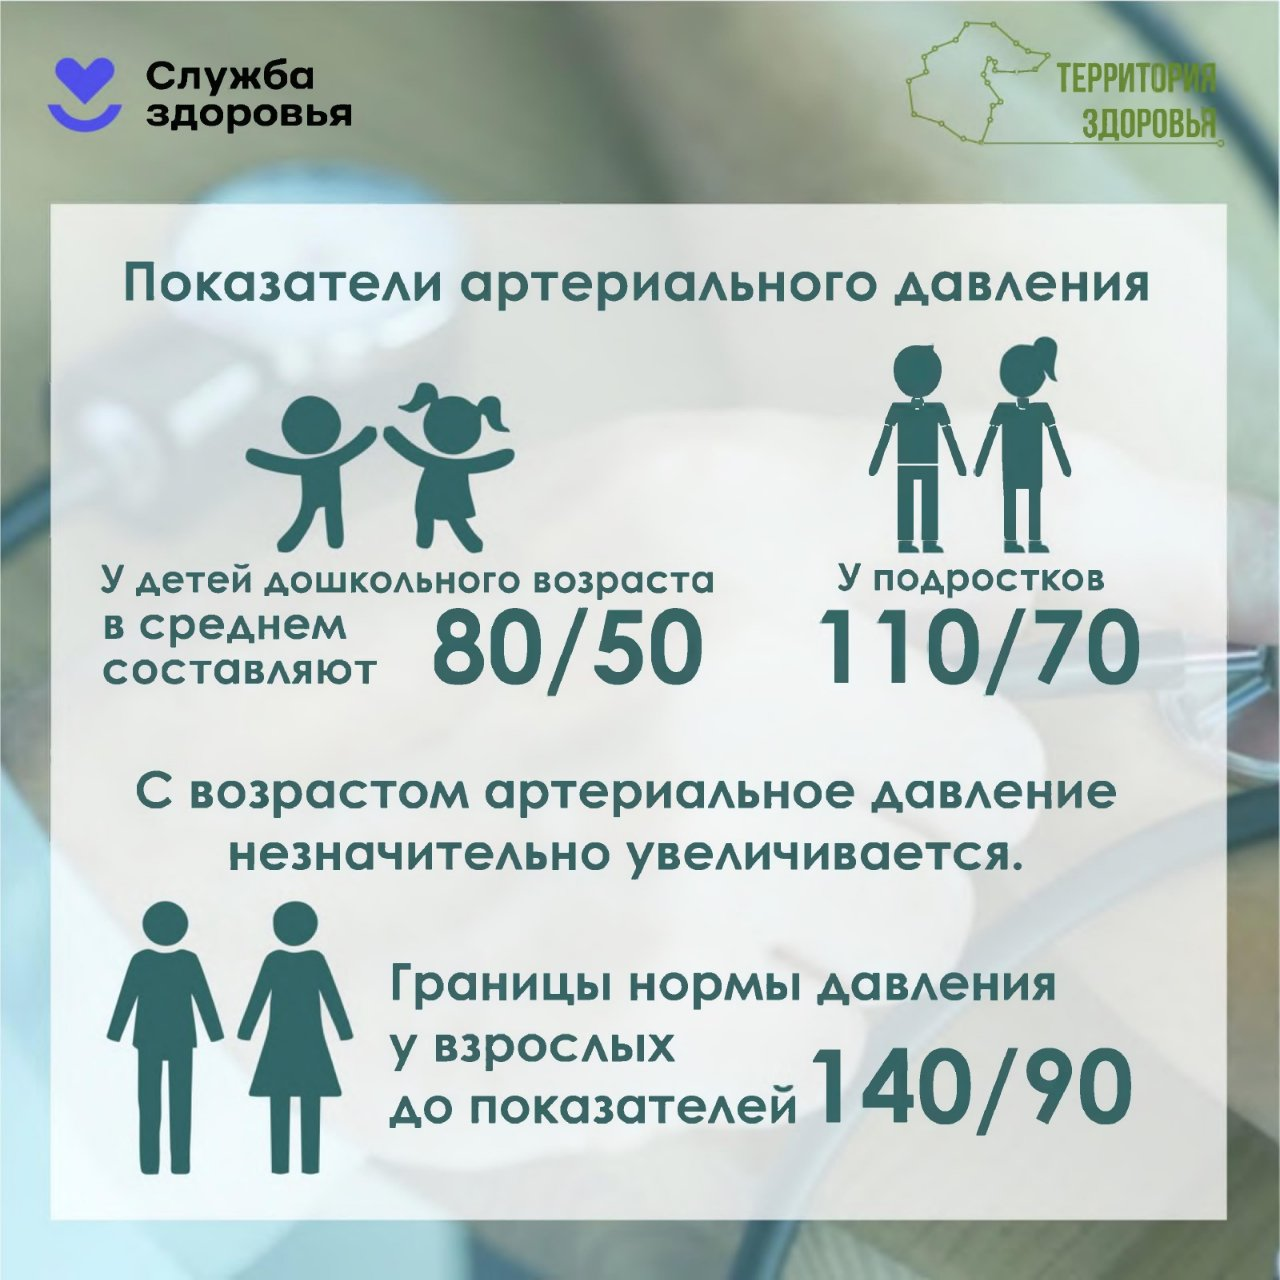 Служба
здоровья
ТЕРРИТОРИЯ
ЗДОРОВЬЯ
Показатели артериального давления
У детей дошкольного возраста
в среднем
составляют 80/50
У подростков
110/70
С возрастом артериальное давление
незначительно увеличивается.
Границы нормы давления
у взрослых
до показателей 140/90